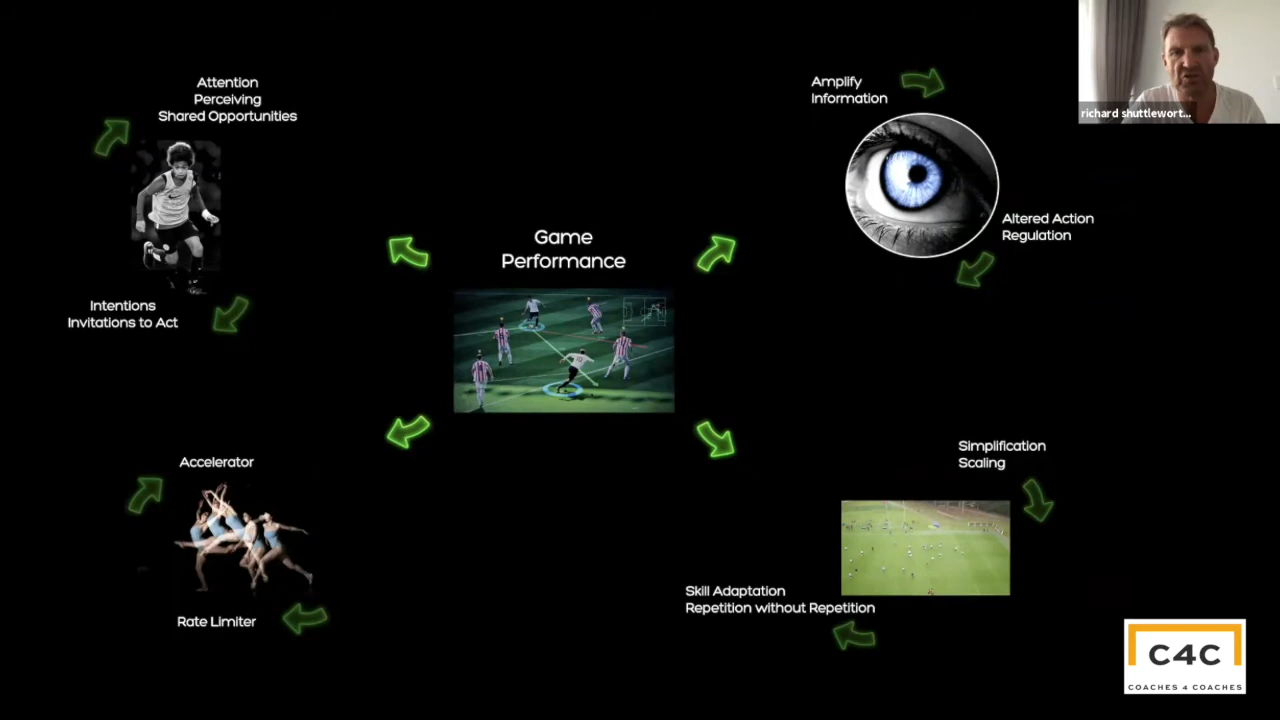 Attention
Perceiving
Shared Opportunities
Intentions
Invitations to Act
Game
Performance
Amplify
Information
Altered Action
Regulation
richard shuttlewort...
Accelerator
Rate Limiter
Simplification
Scaling
Skill Adaptation
Repetition without Repetition
C4C
COACHES 4 COACHES